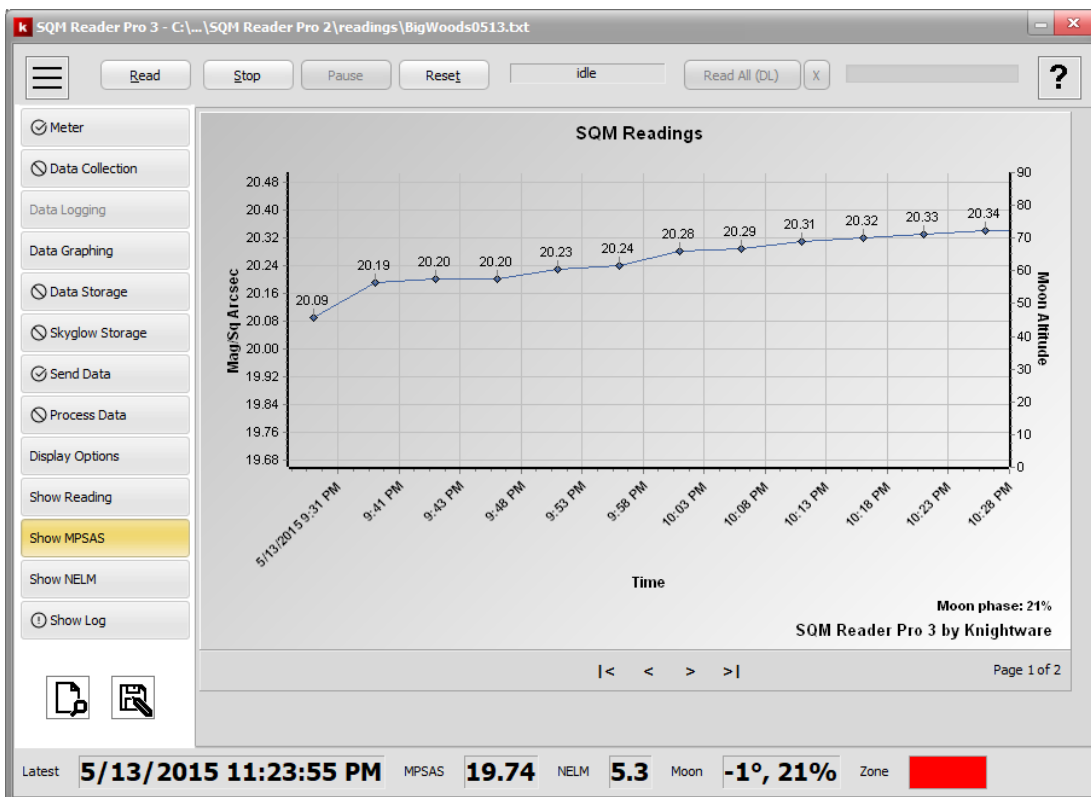 SQM Reader Pro 3 - C:\...\SQM Reader Pro 2\readings\BigWoods0513.txt
Read Stop Pause Reset idle Read All (DL) X ?
Meter
Data Collection
Data Logging
Data Graphing
Data Storage
Skyglow Storage
Send Data
Process Data
Display Options
Show Reading
Show MPSAS
Show NELM
Show Log
SQM Readings
Mag/Sq Arcsec
20.48
20.40
20.32
20.24
20.16
20.08
20.00
19.92
19.84
19.76
19.68
20.09 20.19 20.20 20.20 20.23 20.24 20.28 20.29 20.31 20.32 20.33 20.34
90
80
70
60
50
40
30
20
10
0
Moon Altitude
5/13/2015 9:31 PM 9:41 PM 9:43 PM 9:48 PM 9:53 PM 9:58 PM 10:03 PM 10:08 PM 10:13 PM 10:18 PM 10:23 PM 10:28 PM
Time
Moon phase: 21%
SQM Reader Pro 3 by Knightware
|< < > >| Page 1 of 2
Latest 5/13/2015 11:23:55 PM MPSAS 19.74 NELM 5.3 Moon -1°, 21% Zone